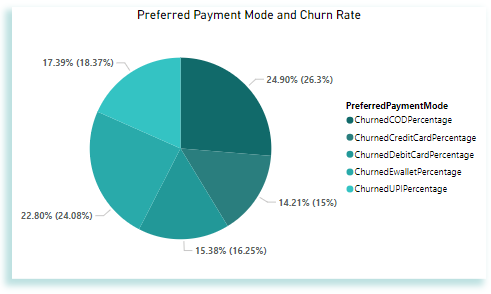 Preferred Payment Mode and Churn Rate
17.39% (18.37%)
24.90% (26.3%)
PreferredPaymentMode
ChurnedCODPercentage
ChurnedCreditCardPercentage
ChurnedDebitCardPercentage
ChurnedEwalletPercentage
ChurnedUPIPercentage
14.21% (15%)
22.80% (24.08%)
15.38% (16.25%)